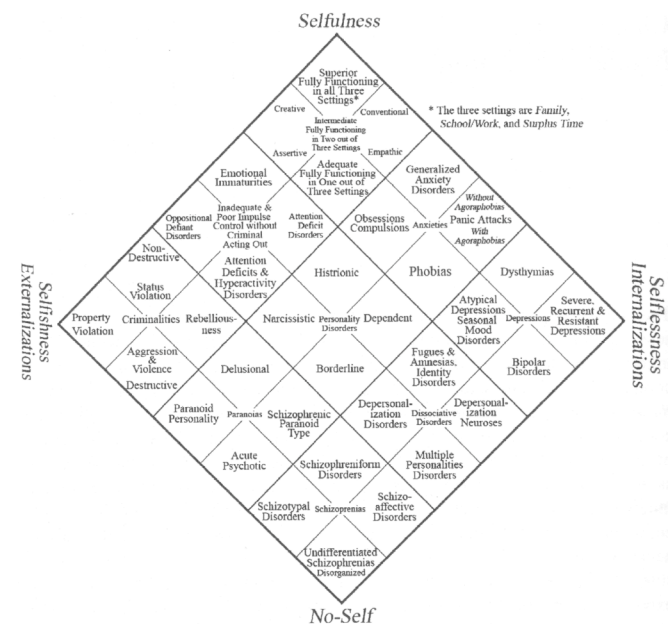 Selfulness
Superior
Fully Functioning
in all Three
Settings*
Creative
Conventional
* The three settings are Family,
School/Work, and Surplus Time
Intermediate
Fully Functioning
in Two out of
Three Settings
Assertive
Empathic
Adequate
Fully Functioning
in One out of
Three Settings
Emotional
Immaturities
Generalized
Anxiety
Disorders
Oppositional
Defiant
Disorders
Inadequate &
Poor Impulse
Control without
Criminal
Acting Out
Attention
Deficit
Disorders
Obsessions
Compulsions
Anxieties
Without
Agoraphobias
Panic Attacks
With
Agoraphobias
Non-
Destructive
Attention
Deficits &
Hyperactivity
Disorders
Histrionic
Phobias
Dysthymias
Status
Violation
Selfishness
Externalizations
Property
Violation
Criminalities
Rebellious-
ness
Narcissistic
Personality
Disorders
Dependent
Atypical
Depressions
Seasonal
Mood
Disorders
Depressions
Severe,
Recurrent &
Resistant
Depressions
Selflessness
Internalizations
Aggression
&
Violence
Destructive
Delusional
Borderline
Fugues &
Amnesias,
Identity
Disorders
Bipolar
Disorders
Paranoid
Personality
Paranoias
Schizophrenic
Paranoid
Type
Depersonal-
ization
Disorders
Dissociative
Disorders
Depersonal-
ization
Neuroses
Acute
Psychotic
Schizophreniform
Disorders
Multiple
Personalities
Disorders
Schizotypal
Disorders
Schizoprenias
Schizo-
affective
Disorders
Undifferentiated
Schizophrenias
Disorganized
No-Self